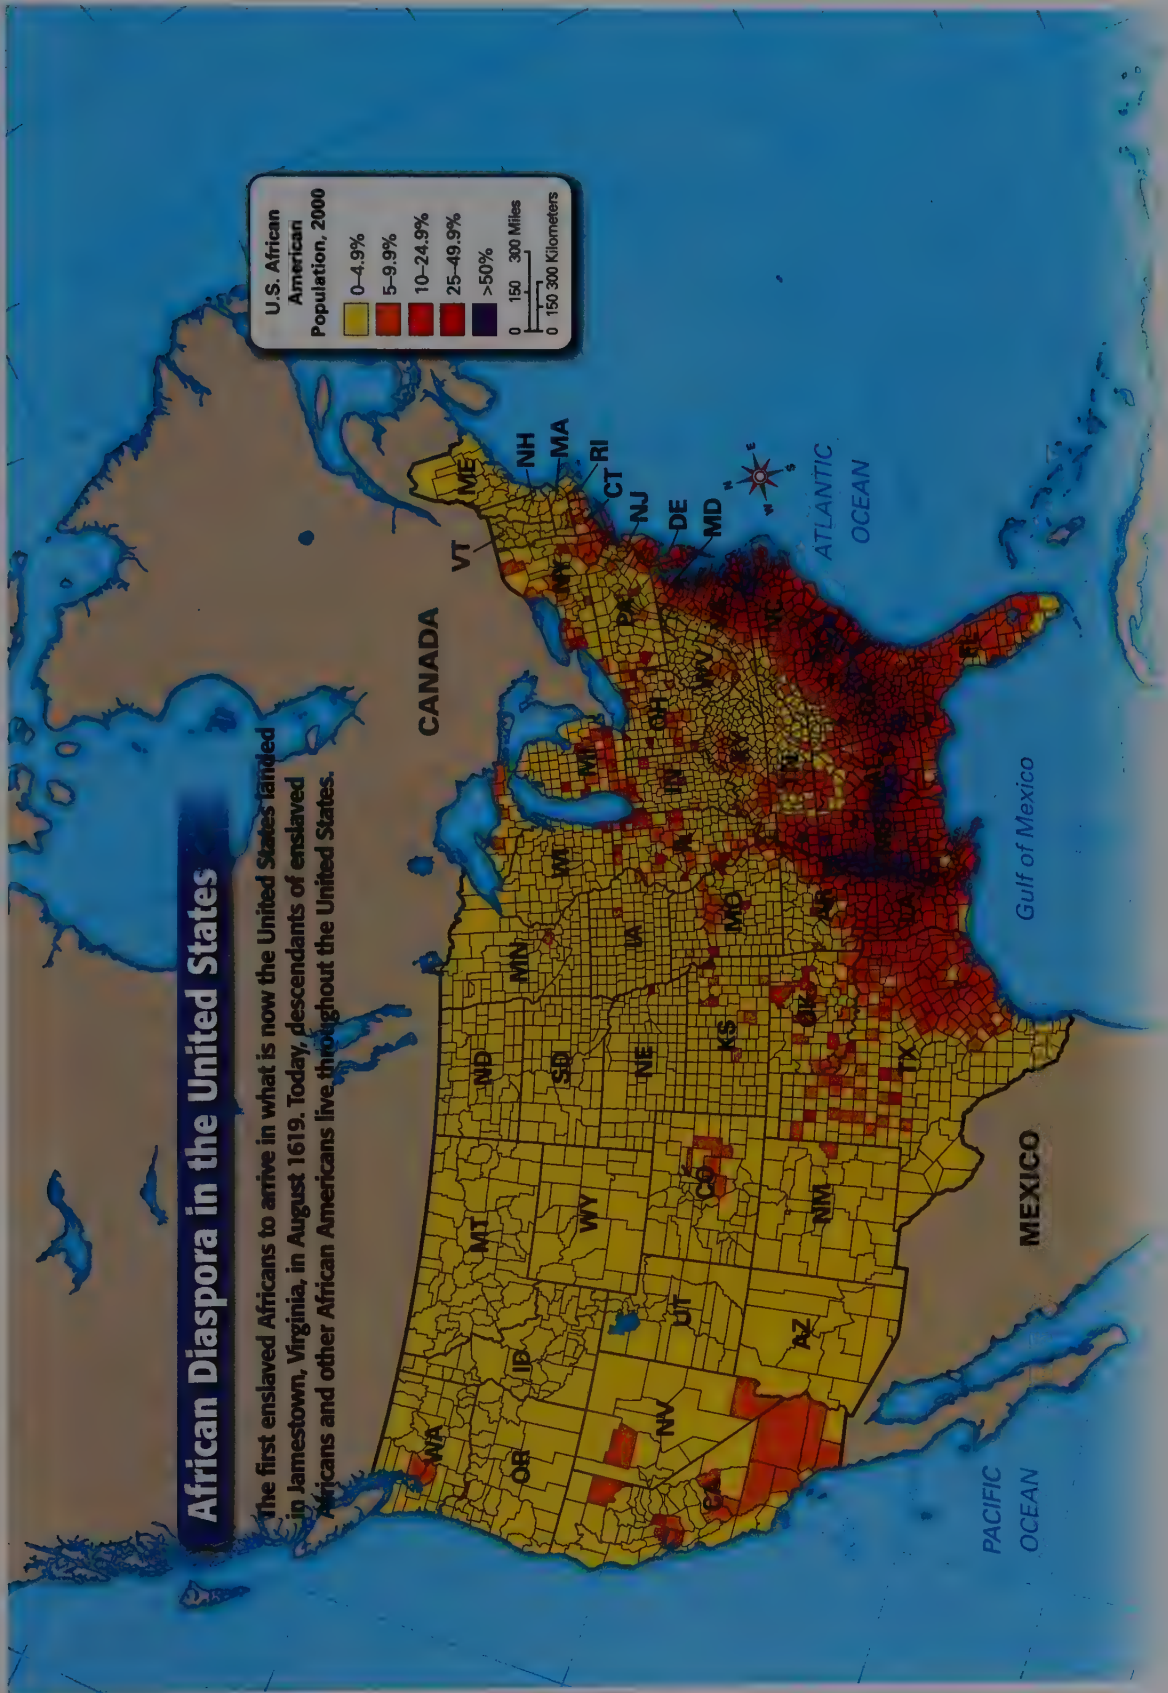 African Diaspora in the United States
The first enslaved Africans to arrive in what is now the United States landed
in Jamestown, Virginia, in August 1619. Today, descendants of enslaved
Africans and other African Americans live throughout the United States.
U.S. African
American
Population, 2000
0–4.9%
5–9.9%
10–24.9%
25–49.9%
>50%
0 150 300 Miles
0 150 300 Kilometers
CANADA
WA
MT
ND
MN
VT
ME
NH
MA
RI
CT
NJ
DE
MD
OR
ID
SD
WI
MI
NY
WY
NE
IA
PA
NV
UT
CO
KS
MO
IL
IN
OH
WV
VA
CA
AZ
NM
OK
AR
KY
TN
NC
SC
TX
LA
MS
AL
GA
FL
N
E
S
W
ATLANTIC
OCEAN
PACIFIC
OCEAN
MEXICO
Gulf of Mexico